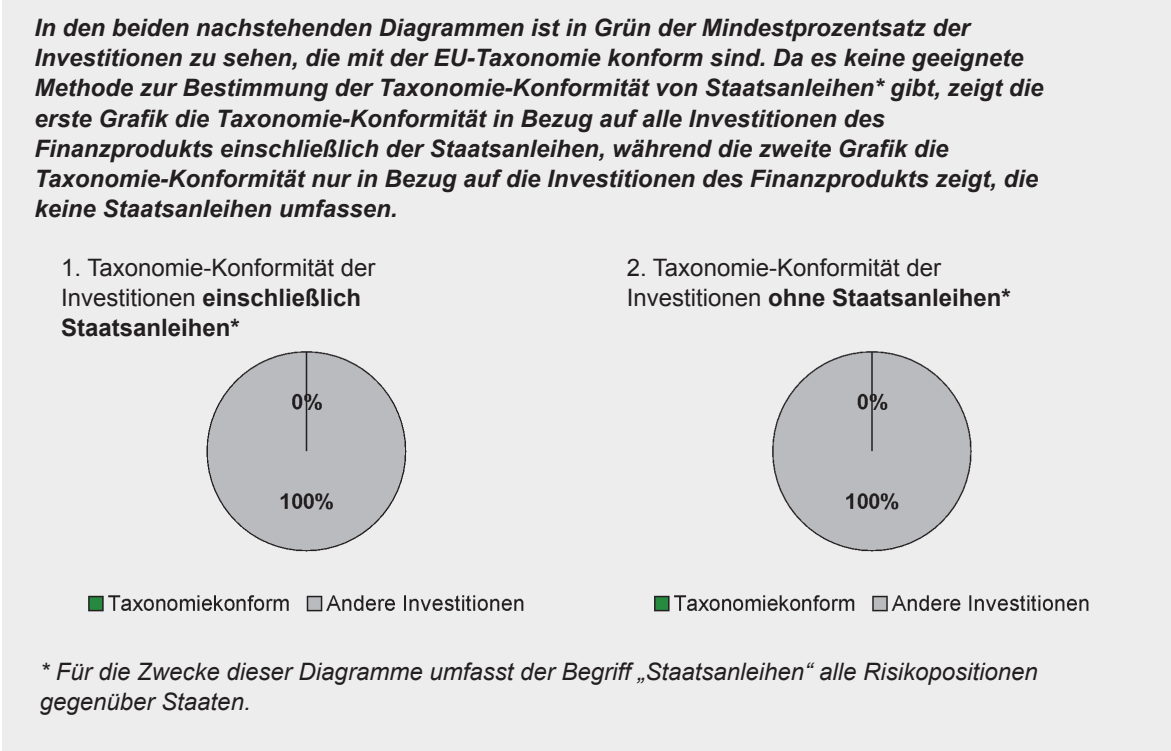 In den beiden nachstehenden Diagrammen ist in Grün der Mindestprozentsatz der
Investitionen zu sehen, die mit der EU-Taxonomie konform sind. Da es keine geeignete
Methode zur Bestimmung der Taxonomie-Konformität von Staatsanleihen* gibt, zeigt die
erste Grafik die Taxonomie-Konformität in Bezug auf alle Investitionen des
Finanzprodukts einschließlich der Staatsanleihen, während die zweite Grafik die
Taxonomie-Konformität nur in Bezug auf die Investitionen des Finanzprodukts zeigt, die
keine Staatsanleihen umfassen.
1. Taxonomie-Konformität der
Investitionen einschließlich
Staatsanleihen*
0%
100%
Taxonomiekonform Andere Investitionen
2. Taxonomie-Konformität der
Investitionen ohne Staatsanleihen*
0%
100%
Taxonomiekonform Andere Investitionen
* Für die Zwecke dieser Diagramme umfasst der Begriff „Staatsanleihen“ alle Risikopositionen
gegenüber Staaten.